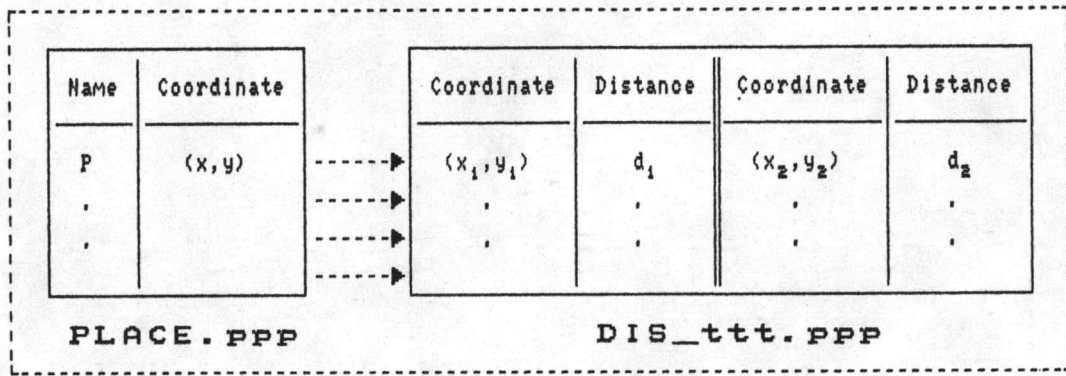 Name Coordinate Coordinate Distance Coordinate Distance
P (x,y) (x₁,y₁) d₁ (x₂,y₂) d₂
. . . . . .
. . . . . .
PLACE.ppp DIS_ttt.ppp